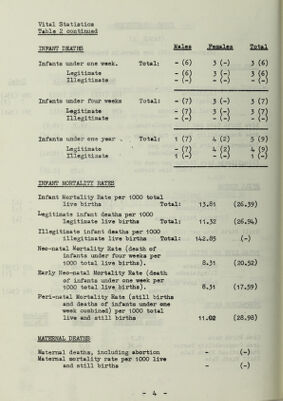 Vital Statistics
Table 2 continued
INFANT DEATHS Males Females Total
Infants under one week. Total: - (6) 3 (-) 3 (6)
Legitimate - (6) 3 (-) 3 (6)
Illegitimate - (-) - (-) - (-)
Infants under four weeks Total: - (7) 3 (-) 3 (7)
Legitimate - (7) 3 (-) 3 (7)
Illegitimate - (-) - (-) - (-)
Infants under one year Total: 1 (7) 4 (2) 5 (9)
Legitimate - (7) 4 (2) 4 (9)
Illegitimate 1 (-) - (-) 1 (-)
INFANT MORTALITY RATES
Infant Mortality Rate per 1000 total
live births Total: 13.81 (26.39)
Legitimate infant deaths per 1000
legitimate live births Total: 11.32 (26.94)
Illegitimate infant deaths per 1000
illegitimate live births Total: 142.85 (-)
Neo-natal Mortality Rate (death of
infants under four weeks per
1000 total live births). 8.31 (20.52)
Early Neo-natal Mortality Rate (death
of infants under one week per
1000 total live births). 8.31 (17.59)
Peri-natal Mortality Rate (still births
and deaths of infants under one
week combined) per 1000 total
live and still births 11.02 (28.98)
MATERNAL DEATHS
Maternal deaths, including abortion - (-)
Maternal mortality rate per 1000 live
and still births - (-)
- 4 -